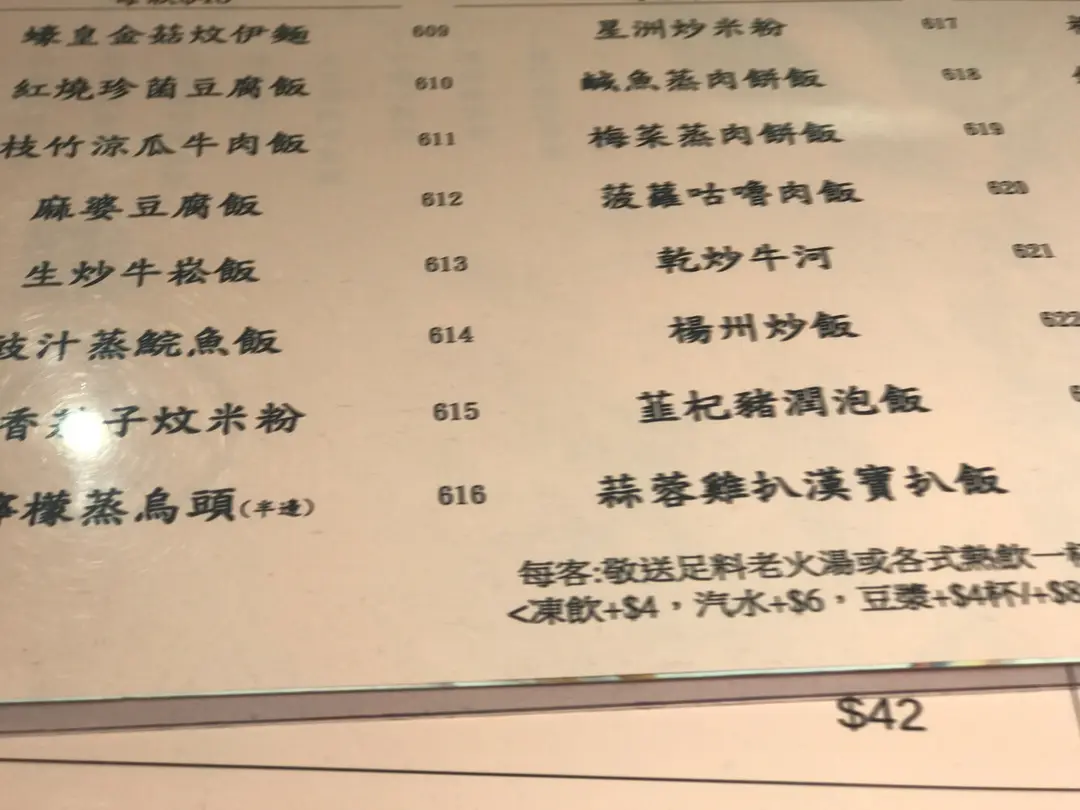 蠔皇金菇炆伊麵 609
紅燒珍菌豆腐飯 610
枝竹涼瓜牛肉飯 611
麻婆豆腐飯 612
生炒牛崧飯 613
豉汁蒸鯇魚飯 614
香 子炆米粉 615
檸檬蒸烏頭(半邊) 616
星洲炒米粉 617
鹹魚蒸肉餅飯 618
梅菜蒸肉餅飯 619
菠蘿咕嚕肉飯 620
乾炒牛河 621
楊州炒飯 622
韮杞豬潤泡飯
蒜蓉雞扒漢寶扒飯
每客:敬送足料老火湯或各式熱飲一杯
<凍飲+$4，汽水+$6，豆漿+$4杯/+$8
$42